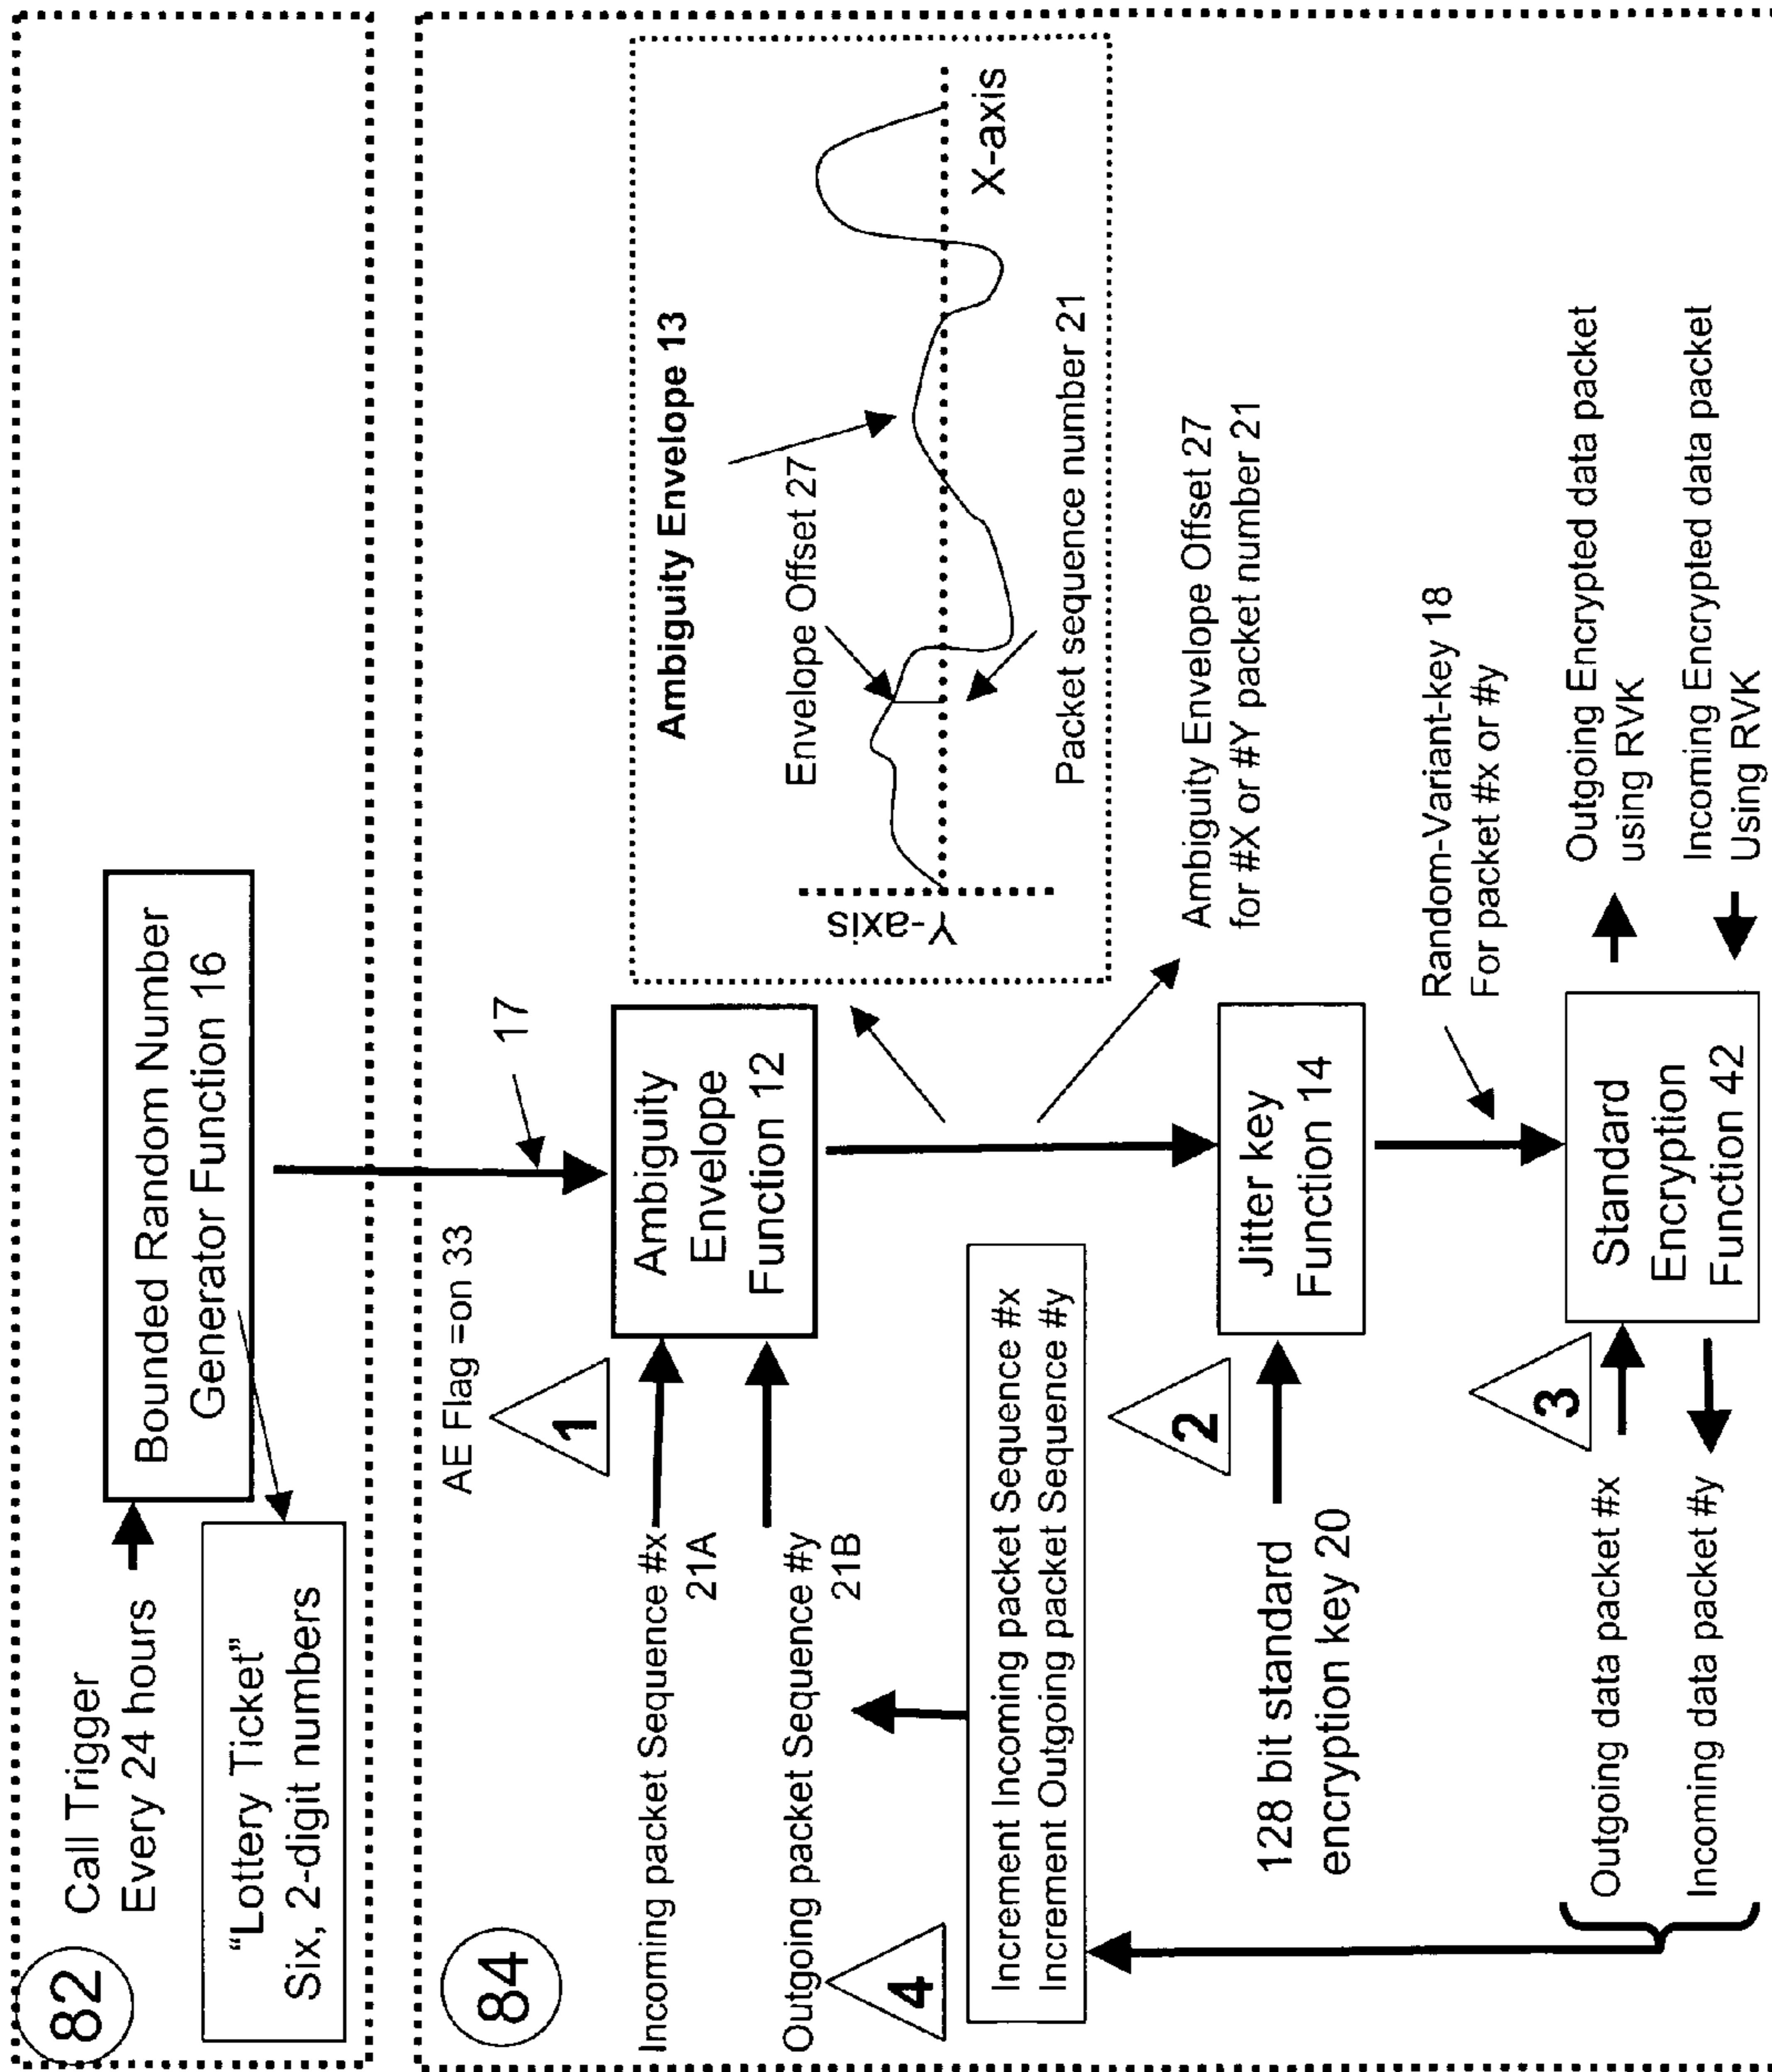 82
Call Trigger
Every 24 hours
Bounded Random Number
Generator Function 16
"Lottery Ticket"
Six, 2-digit numbers
84
AE Flag =on 33
17
1
Incoming packet Sequence #x
21A
Outgoing packet Sequence #y
21B
Ambiguity
Envelope
Function 12
Ambiguity Envelope 13
Envelope Offset 27
Y-axis
X-axis
Packet sequence number 21
4
Increment Incoming packet Sequence #x
Increment Outgoing packet Sequence #y
Ambiguity Envelope Offset 27
for #X or #Y packet number 21
2
128 bit standard
encryption key 20
Jitter key
Function 14
Random-Variant-key 18
For packet #x or #y
3
Outgoing data packet #x
Incoming data packet #y
Standard
Encryption
Function 42
Outgoing Encrypted data packet
using RVK
Incoming Encrypted data packet
Using RVK